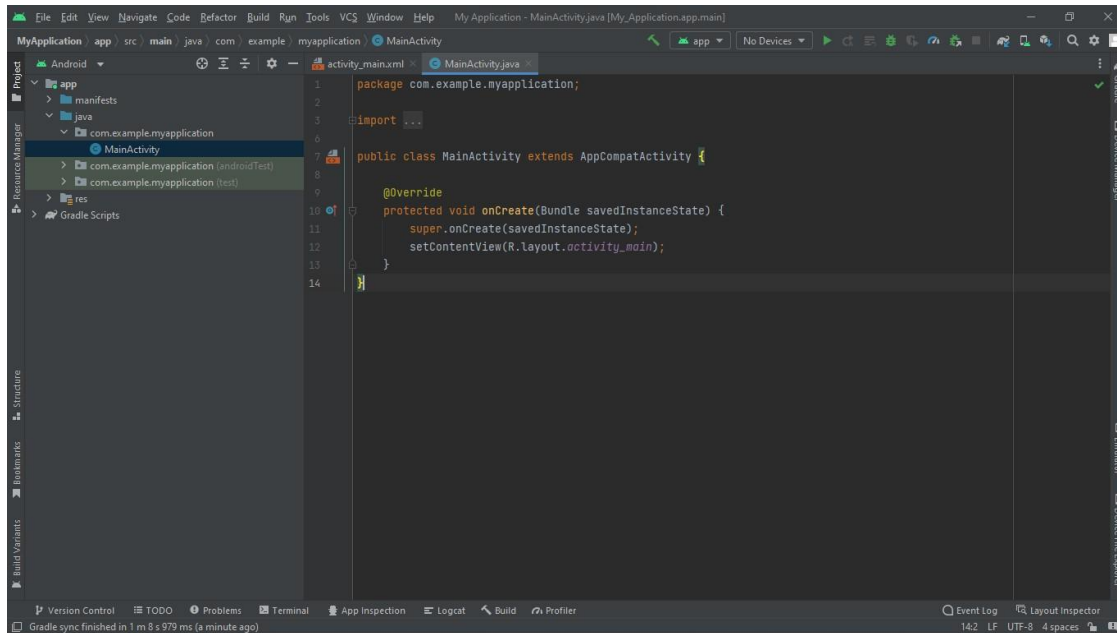 File Edit View Navigate Code Refactor Build Run Tools VCS Window Help My Application - MainActivity.java [My_Application.app.main]
MyApplication app src main java com example myapplication MainActivity app No Devices
Project
Resource Manager
Structure
Bookmarks
Build Variants
Android
app
manifests
java
com.example.myapplication
MainActivity
com.example.myapplication (androidTest)
com.example.myapplication (test)
res
Gradle Scripts
activity_main.xml MainActivity.java
1 package com.example.myapplication;
2
3 import ...
6
7 public class MainActivity extends AppCompatActivity {
8
9 @Override
10 protected void onCreate(Bundle savedInstanceState) {
11 super.onCreate(savedInstanceState);
12 setContentView(R.layout.activity_main);
13 }
14 }
Version Control TODO Problems Terminal App Inspection Logcat Build Profiler Event Log Layout Inspector
Gradle sync finished in 1 m 8 s 979 ms (a minute ago) 14:2 LF UTF-8 4 spaces